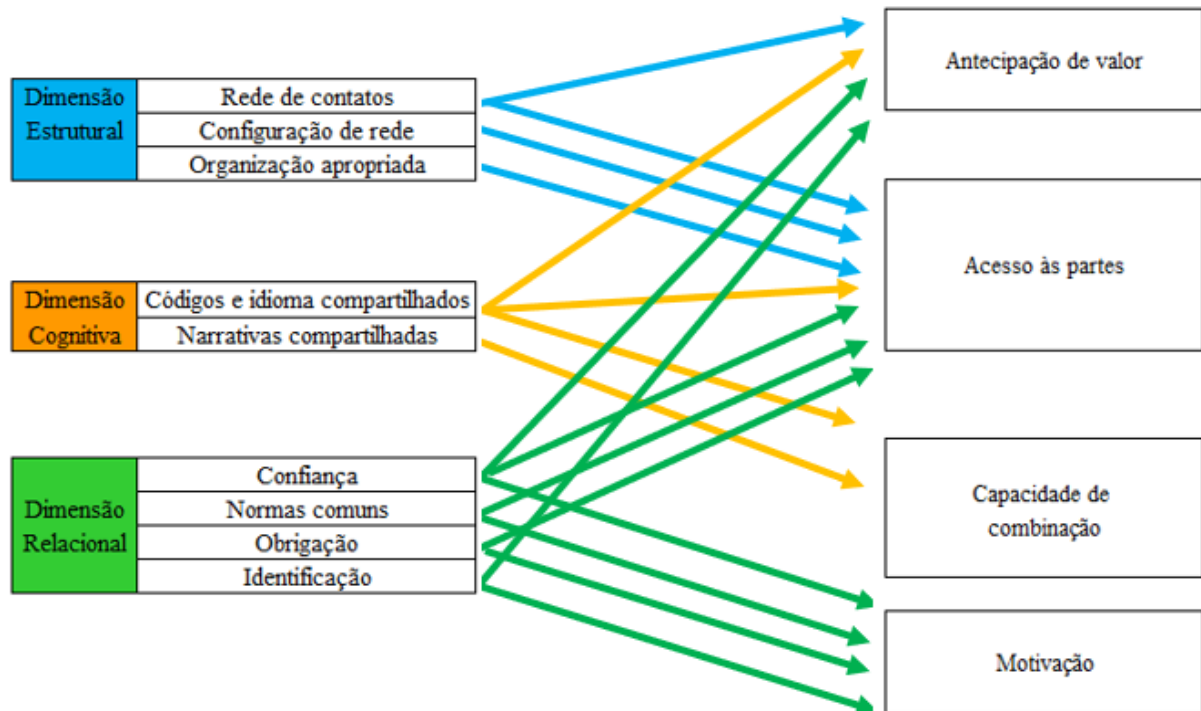 Dimensão
Estrutural
Rede de contatos
Configuração de rede
Organização apropriada
Dimensão
Cognitiva
Códigos e idioma compartilhados
Narrativas compartilhadas
Dimensão
Relacional
Confiança
Normas comuns
Obrigação
Identificação
Antecipação de valor
Acesso às partes
Capacidade de
combinação
Motivação